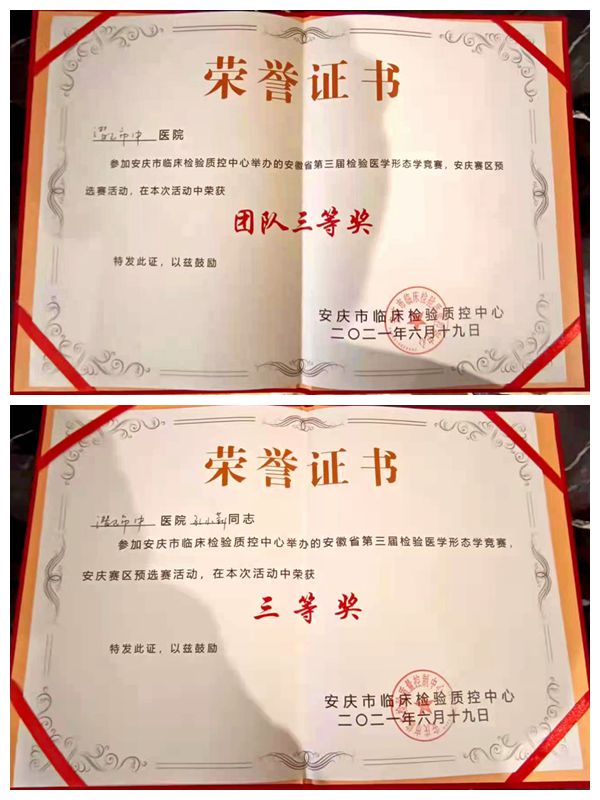 荣誉证书
潜山市中医院
参加安庆市临床检验质控中心举办的安徽省第三届检验医学形态学竞赛，安庆赛区预
选赛活动，在本次活动中荣获
团队三等奖
特发此证，以兹鼓励
安庆市临床检验质控中心
二〇二一年六月十九日
荣誉证书
潜山市中医院 同志
参加安庆市临床检验质控中心举办的安徽省第三届检验医学形态学竞赛，
安庆赛区预选赛活动，在本次活动中荣获
三等奖
特发此证，以兹鼓励
安庆市临床检验质控中心
二〇二一年六月十九日